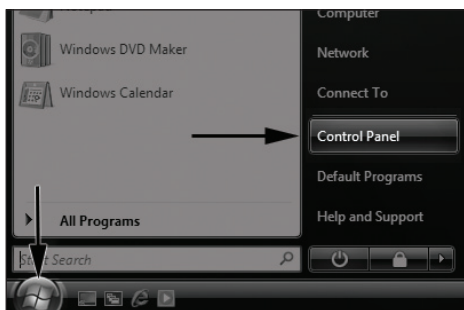 Computer
Windows DVD Maker
Network
Windows Calendar
Connect To
Control Panel
Default Programs
All Programs
Help and Support
Start Search